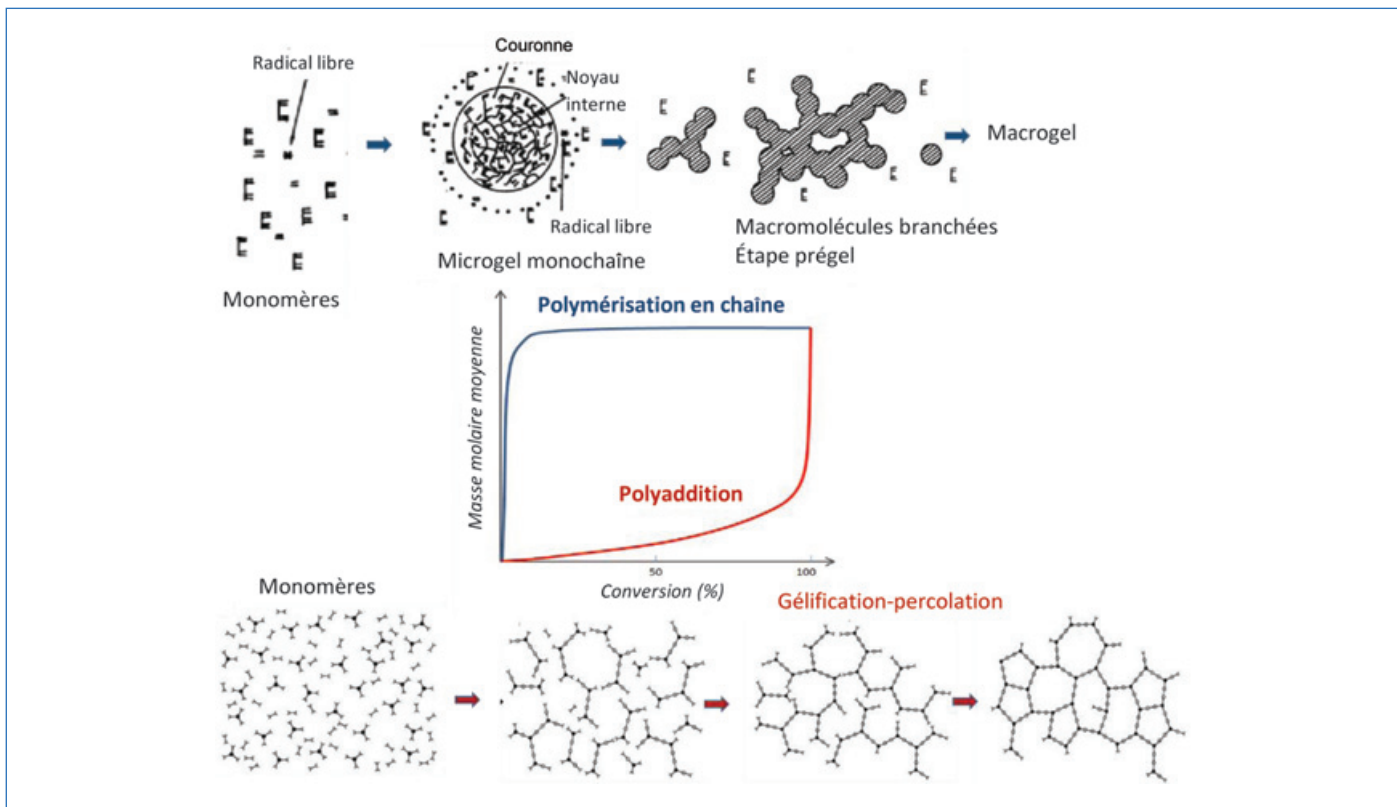 Couronne
Radical libre
Noyau
interne
Macrogel
Radical libre
Microgel monochaîne
Macromolécules branchées
Étape prégel
Monomères
Polymérisation en chaîne
Masse molaire moyenne
Polyaddition
50
100
Conversion (%)
Monomères
Gélification-percolation